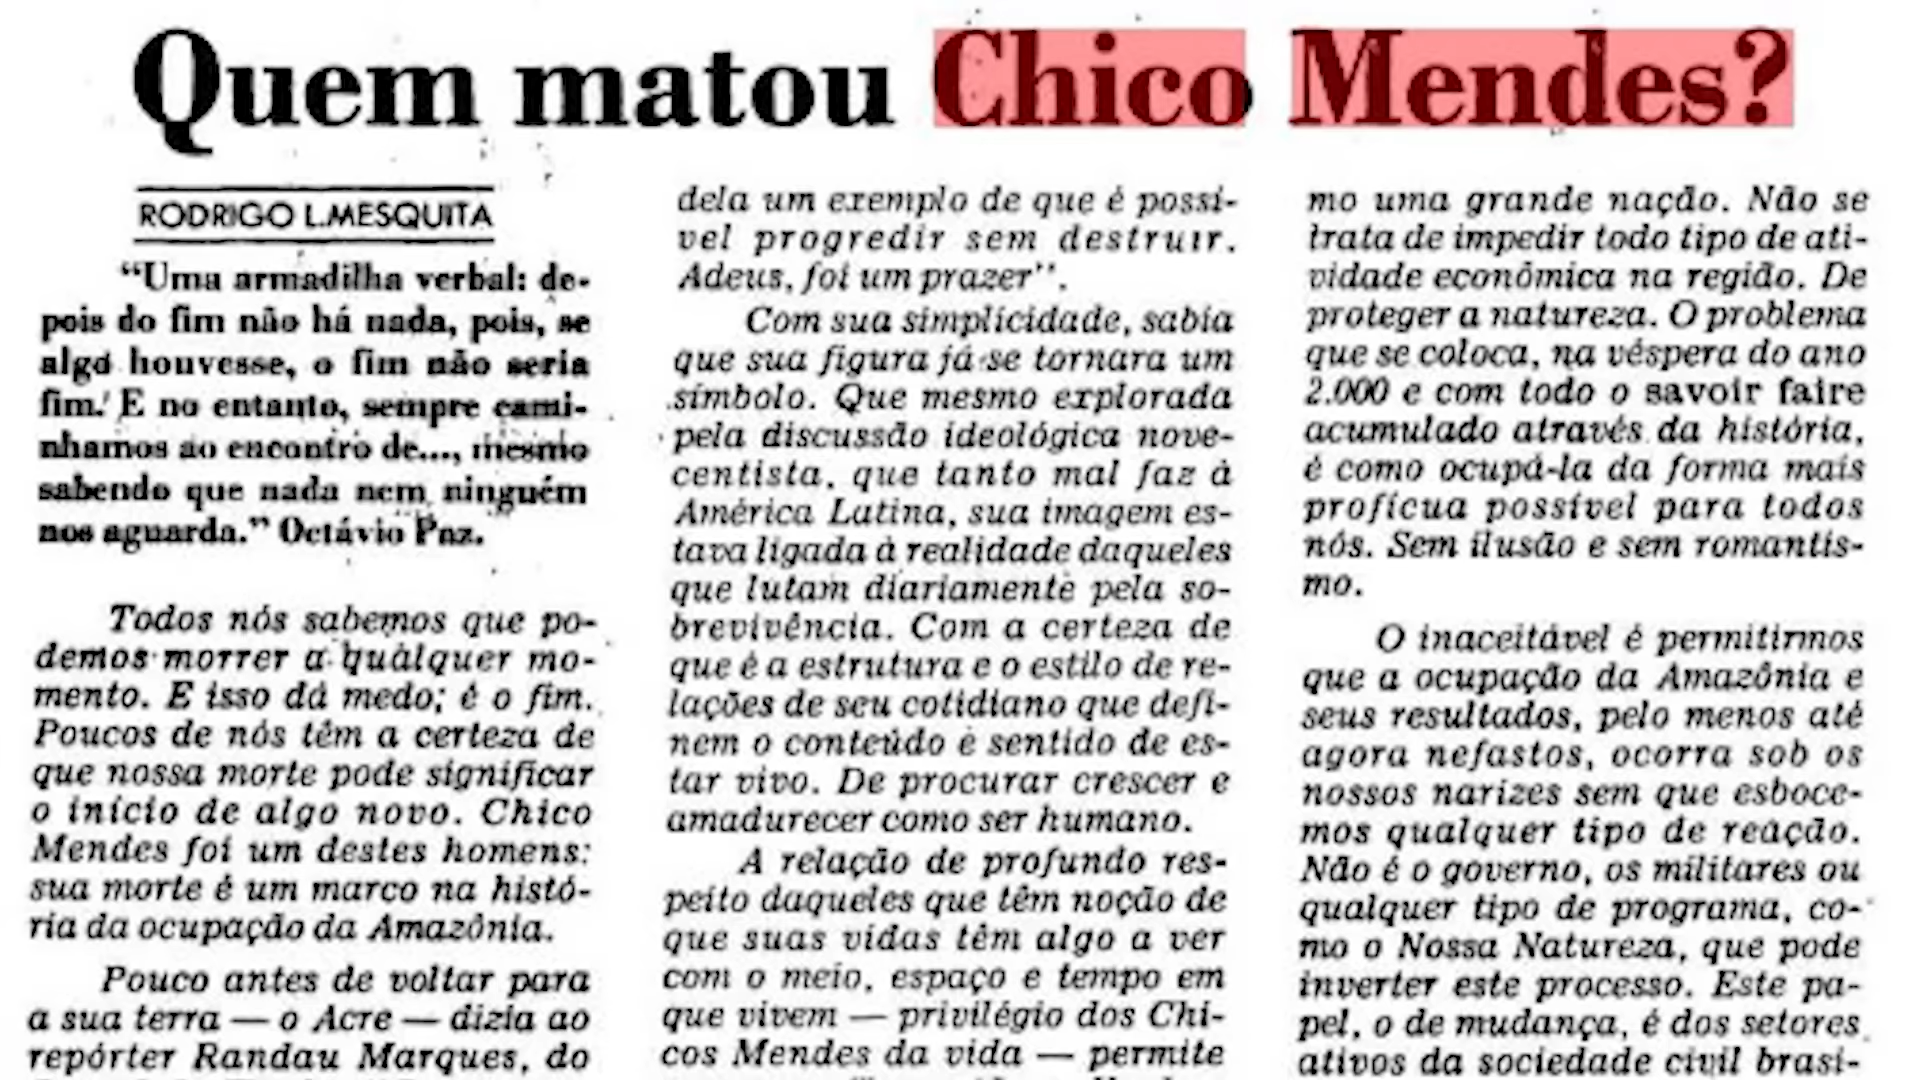 Quem matou Chico Mendes?
RODRIGO L.MESQUITA
“Uma armadilha verbal: de-
pois do fim não há nada, pois, se
algo houvesse, o fim não seria
fim. E no entanto, sempre cami-
nhamos ao encontro de..., mesmo
sabendo que nada nem ninguém
nos aguarda.” Octávio Paz.
Todos nós sabemos que po-
demos morrer a qualquer mo-
mento. E isso dá medo; é o fim.
Poucos de nós têm a certeza de
que nossa morte pode significar
o início de algo novo. Chico
Mendes foi um destes homens:
sua morte é um marco na histó-
ria da ocupação da Amazônia.
Pouco antes de voltar para
a sua terra — o Acre — dizia ao
repórter Randau Marques, do
dela um exemplo de que é possí-
vel progredir sem destruir.
Adeus, foi um prazer”.
Com sua simplicidade, sabia
que sua figura já se tornara um
símbolo. Que mesmo explorada
pela discussão ideológica nove-
centista, que tanto mal faz à
América Latina, sua imagem es-
tava ligada à realidade daqueles
que lutam diariamente pela so-
brevivência. Com a certeza de
que é a estrutura e o estilo de re-
lações de seu cotidiano que defi-
nem o conteúdo e sentido de es-
tar vivo. De procurar crescer e
amadurecer como ser humano.
A relação de profundo res-
peito daqueles que têm noção de
que suas vidas têm algo a ver
com o meio, espaço e tempo em
que vivem — privilégio dos Chi-
cos Mendes da vida — permite
mo uma grande nação. Não se
trata de impedir todo tipo de ati-
vidade econômica na região. De
proteger a natureza. O problema
que se coloca, na véspera do ano
2.000 e com todo o savoir faire
acumulado através da história,
é como ocupá-la da forma mais
profícua possível para todos
nós. Sem ilusão e sem romantis-
mo.
O inaceitável é permitirmos
que a ocupação da Amazônia e
seus resultados, pelo menos até
agora nefastos, ocorra sob os
nossos narizes sem que esboce-
mos qualquer tipo de reação.
Não é o governo, os militares ou
qualquer tipo de programa, co-
mo o Nossa Natureza, que pode
inverter este processo. Este pa-
pel, o de mudança, é dos setores
ativos da sociedade civil brasi-